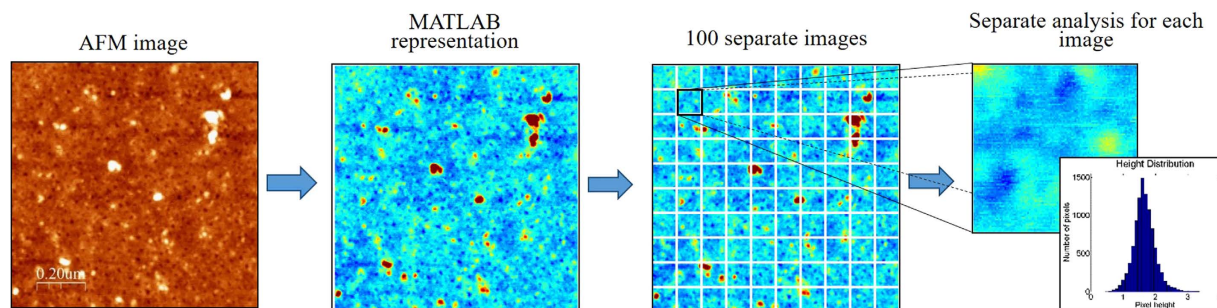 AFM image
MATLAB
representation
100 separate images
Separate analysis for each
image
0.20um
Height Distribution
1500
1000
500
0
Number of pixels
1
2
3
Pixel height